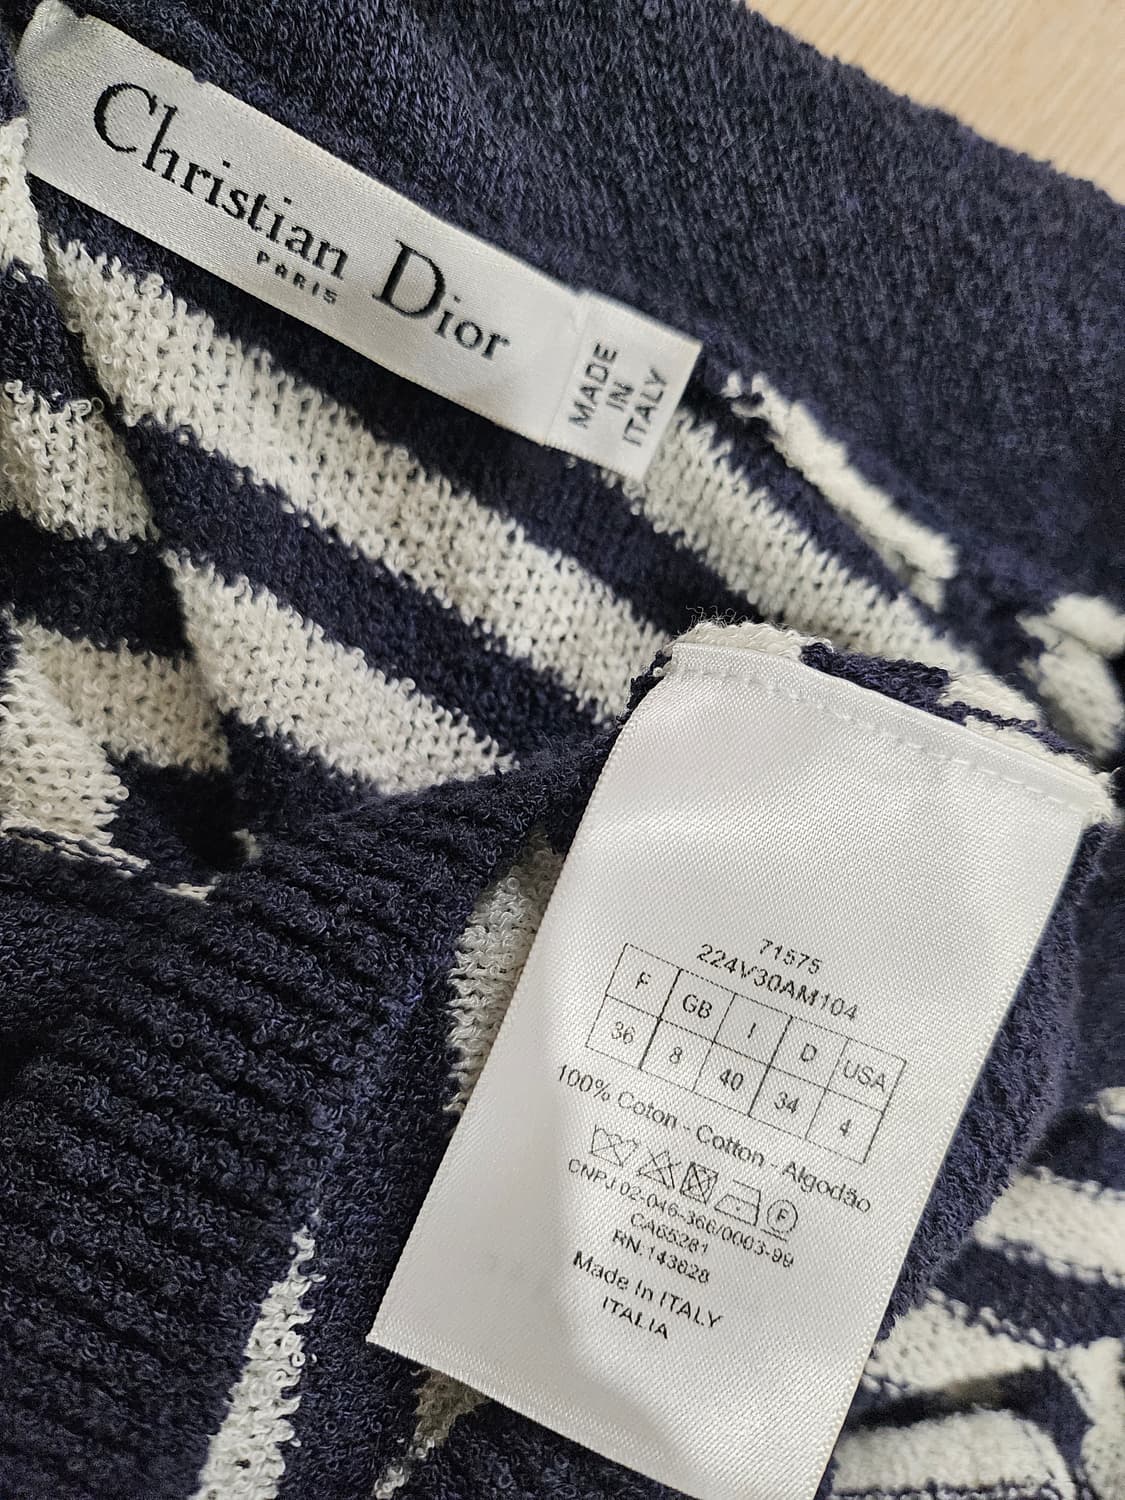 Christian Dior
PARIS
MADE
IN
ITALY
71575
224V30AM104
F GB I D USA
36 8 40 34 4
100% Coton - Cotton - Algodão
F
CNPJ 02-046-366/0003-99
CA65281
RN:143828
Made In ITALY
ITALIA